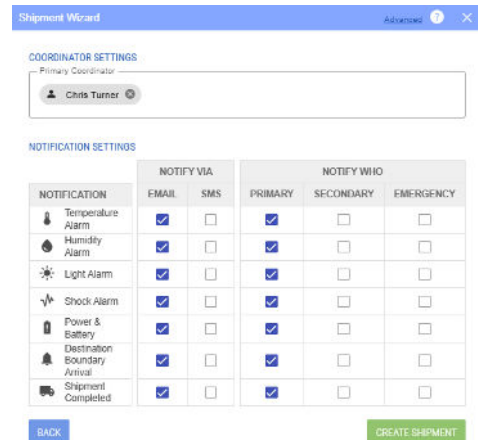 Shipment Wizard Advanced ?
COORDINATOR SETTINGS
Primary Coordinator
Chris Turner
NOTIFICATION SETTINGS
NOTIFY VIA NOTIFY WHO
NOTIFICATION EMAIL SMS PRIMARY SECONDARY EMERGENCY
Temperature
Alarm
Humidity
Alarm
Light Alarm
Shock Alarm
Power &
Battery
Destination
Boundary
Arrival
Shipment
Completed
BACK CREATE SHIPMENT